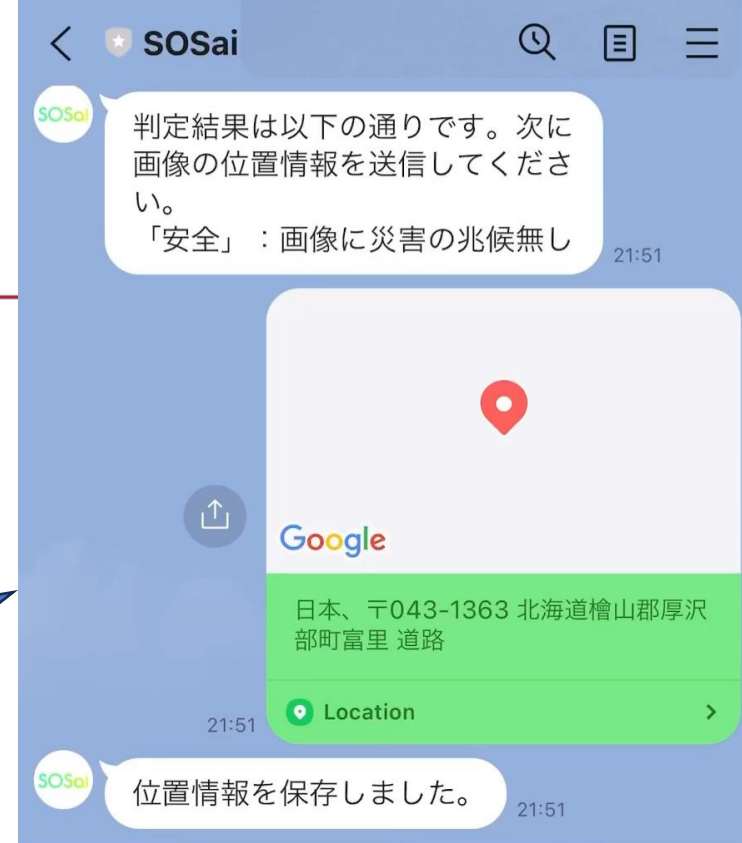 SOSai
SOSai
判定結果は以下の通りです。次に
画像の位置情報を送信してくださ
い。
「安全」：画像に災害の兆候無し
21:51
Google
日本、〒043-1363 北海道檜山郡厚沢
部町富里 道路
Location
21:51
SOSai
位置情報を保存しました。
21:51